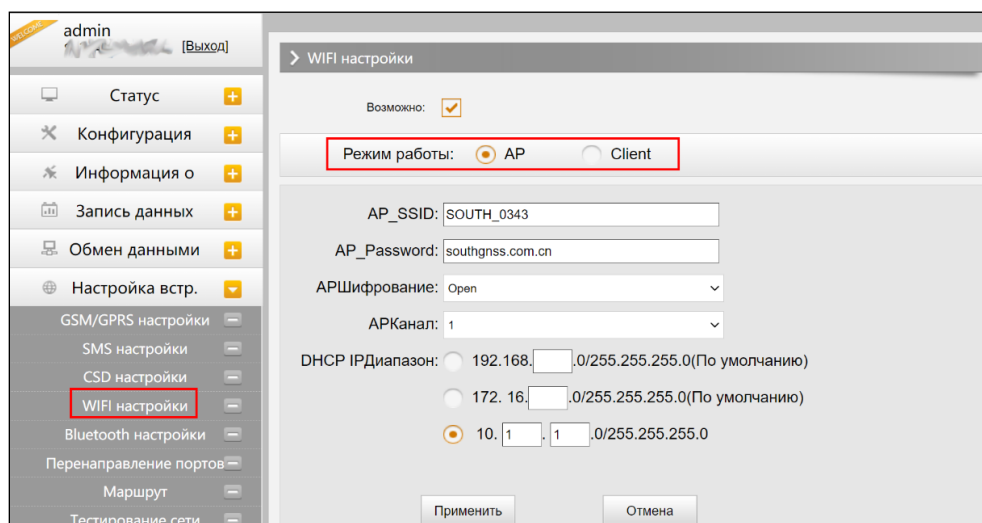 WELCOME
admin
[Выход]
Статус
Конфигурация
Информация о
Запись данных
Обмен данными
Настройка встр.
GSM/GPRS настройки
SMS настройки
CSD настройки
WIFI настройки
Bluetooth настройки
Перенаправление портов
Маршрут
Тестирование сети
WIFI настройки
Возможно:
Режим работы: AP Client
AP_SSID: SOUTH_0343
AP_Password: southgnss.com.cn
APШифрование: Open
APКанал: 1
DHCP IPДиапазон: 192.168. .0/255.255.255.0(По умолчанию)
172. 16. .0/255.255.255.0(По умолчанию)
10. 1 . 1 .0/255.255.255.0
Применить Отмена